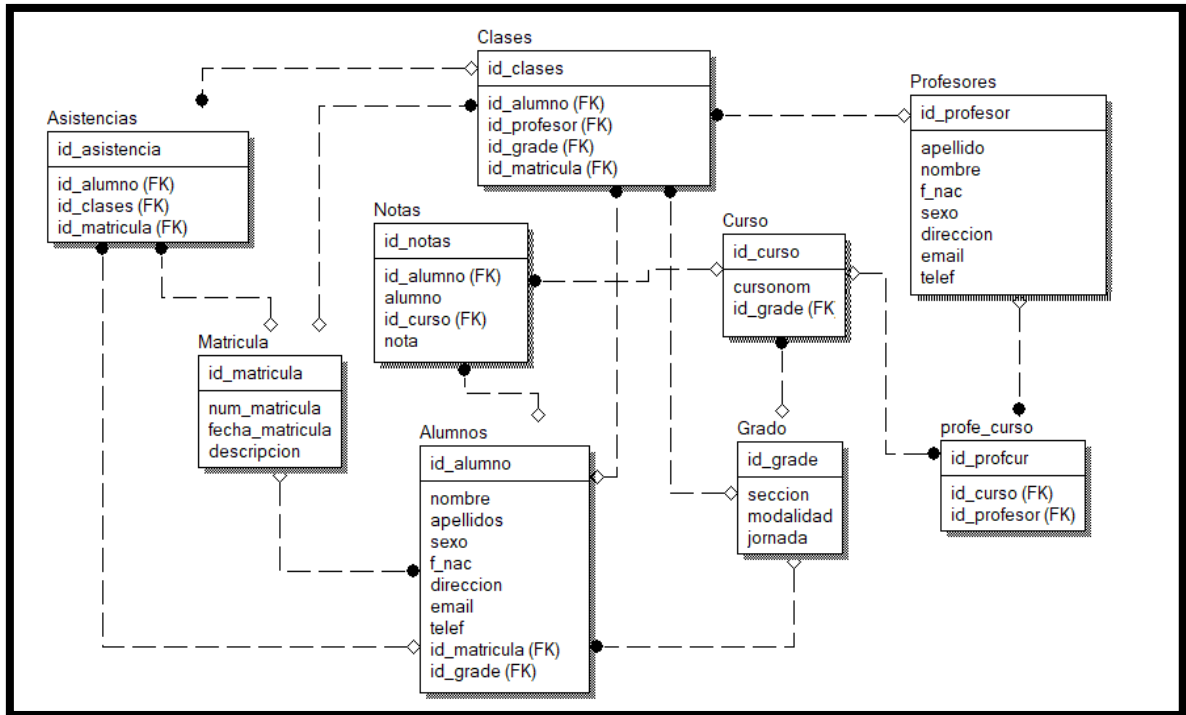 Clases
id_clases
id_alumno (FK)
id_profesor (FK)
id_grade (FK)
id_matricula (FK)
Profesores
id_profesor
apellido
nombre
f_nac
sexo
direccion
email
telef
Asistencias
id_asistencia
id_alumno (FK)
id_clases (FK)
id_matricula (FK)
Notas
id_notas
id_alumno (FK)
alumno
id_curso (FK)
nota
Curso
id_curso
cursonom
id_grade (FK
Matricula
id_matricula
num_matricula
fecha_matricula
descripcion
Alumnos
id_alumno
nombre
apellidos
sexo
f_nac
direccion
email
telef
id_matricula (FK)
id_grade (FK)
Grado
id_grade
seccion
modalidad
jornada
profe_curso
id_profcur
id_curso (FK)
id_profesor (FK)